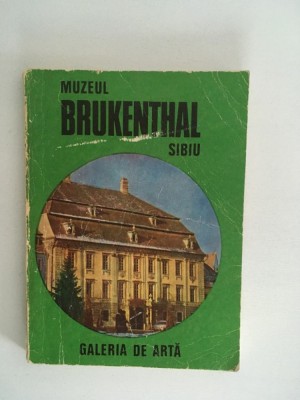 MUZEUL
BRUKENTHAL
SIBIU
GALERIA DE ARTĂ